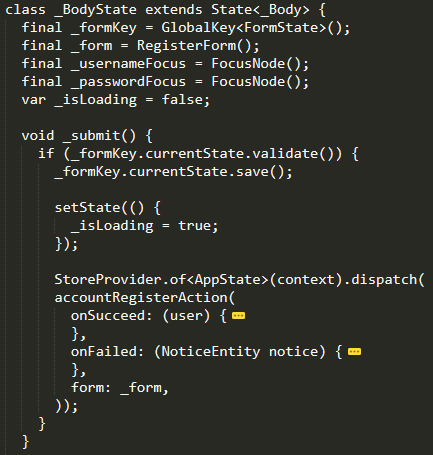 class _BodyState extends State<_Body> {
  final _formKey = GlobalKey<FormState>();
  final _form = RegisterForm();
  final _usernameFocus = FocusNode();
  final _passwordFocus = FocusNode();
  var _isLoading = false;

  void _submit() {
    if (_formKey.currentState.validate()) {
      _formKey.currentState.save();

      setState(() {
        _isLoading = true;
      });

      StoreProvider.of<AppState>(context).dispatch(
      accountRegisterAction(
        onSucceed: (user) {
        },
        onFailed: (NoticeEntity notice) {
        },
        form: _form,
      ));
    }
  }